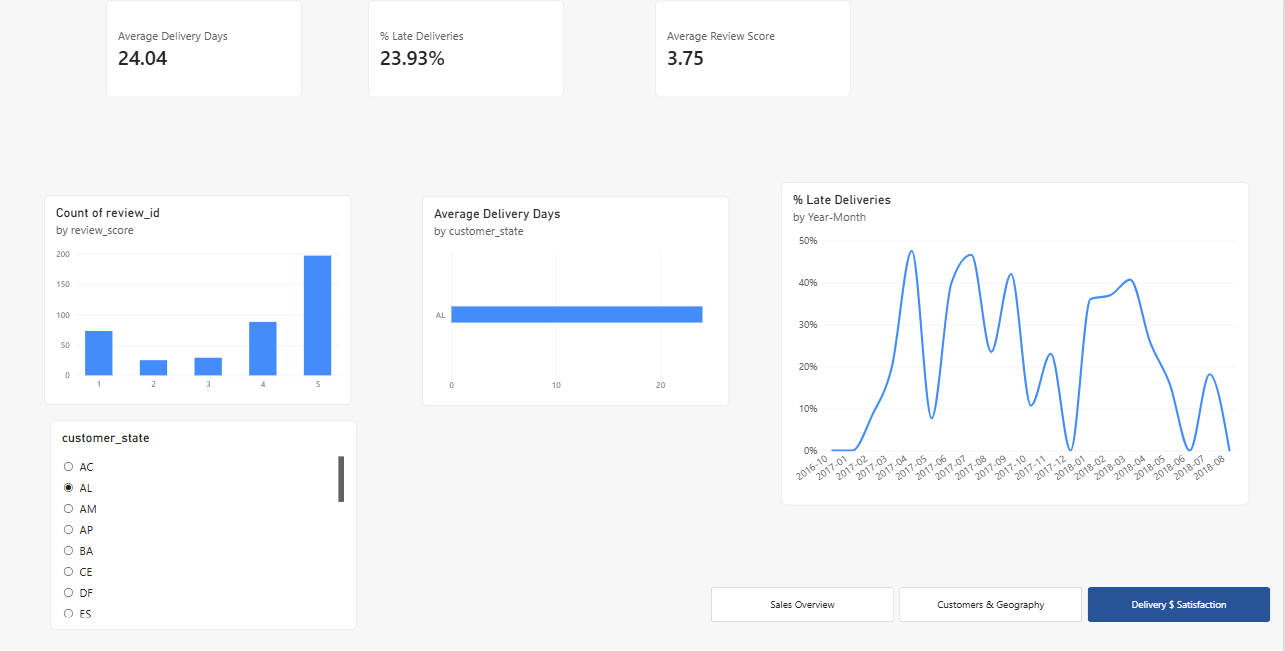 Average Delivery Days
24.04
% Late Deliveries
23.93%
Average Review Score
3.75
Count of review_id
by review_score
200
150
100
50
0
1 2 3 4 5
Average Delivery Days
by customer_state
AL
0 10 20
% Late Deliveries
by Year-Month
50%
40%
30%
20%
10%
0%
2016-10 2017-01 2017-02 2017-03 2017-04 2017-05 2017-06 2017-07 2017-08 2017-09 2017-10 2017-11 2017-12 2018-01 2018-02 2018-03 2018-04 2018-05 2018-06 2018-07 2018-08
customer_state
AC
AL
AM
AP
BA
CE
DF
ES
Sales Overview
Customers & Geography
Delivery $ Satisfaction